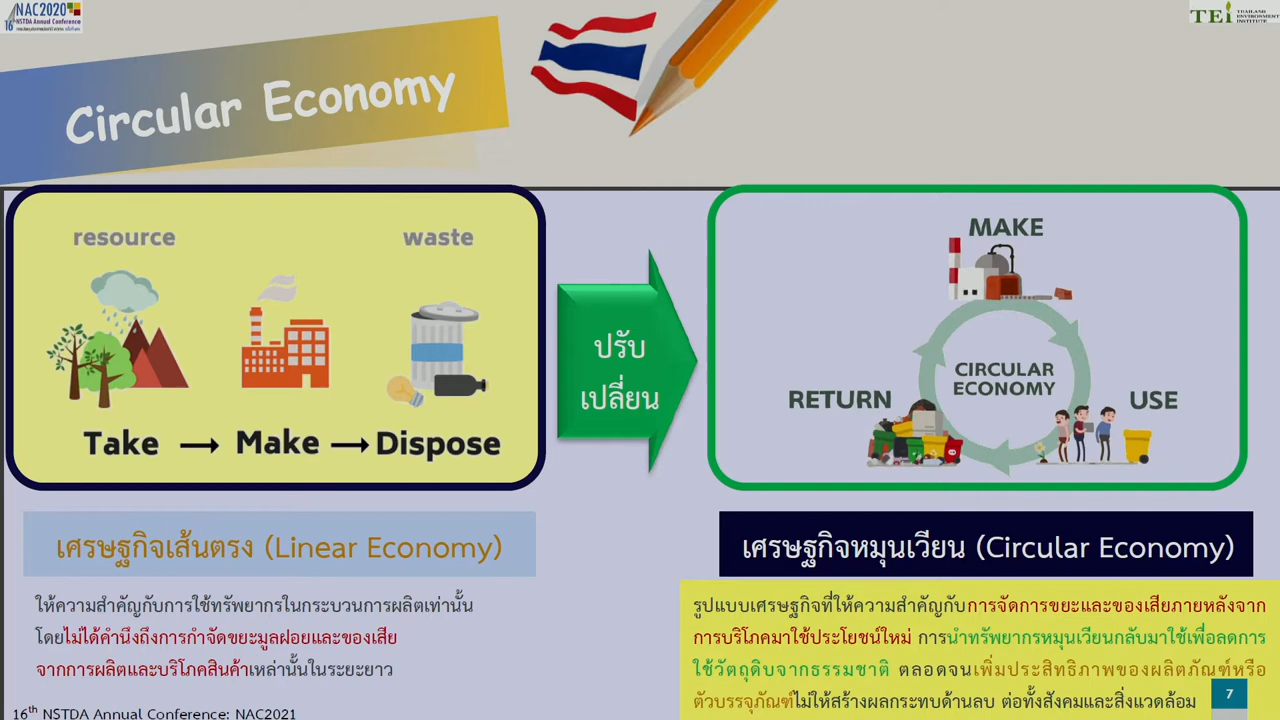 NAC2020
16th NSTDA Annual Conference
TEI THAILAND ENVIRONMENT INSTITUTE
Circular Economy
resource
waste
Take → Make → Dispose
ปรับ
เปลี่ยน
MAKE
CIRCULAR
ECONOMY
RETURN
USE
เศรษฐกิจเส้นตรง (Linear Economy)
เศรษฐกิจหมุนเวียน (Circular Economy)
ให้ความสำคัญกับการใช้ทรัพยากรในกระบวนการผลิตเท่านั้น
โดยไม่ได้คำนึงถึงการกำจัดขยะมูลฝอยและของเสีย
จากการผลิตและบริโภคสินค้าเหล่านั้นในระยะยาว
รูปแบบเศรษฐกิจที่ให้ความสำคัญกับการจัดการขยะและของเสียภายหลังจาก
การบริโภคมาใช้ประโยชน์ใหม่ การนำทรัพยากรหมุนเวียนกลับมาใช้เพื่อลดการ
ใช้วัตถุดิบจากธรรมชาติ ตลอดจนเพิ่มประสิทธิภาพของผลิตภัณฑ์หรือ
ตัวบรรจุภัณฑ์ไม่ให้สร้างผลกระทบด้านลบ ต่อทั้งสังคมและสิ่งแวดล้อม
7
16th NSTDA Annual Conference: NAC2021